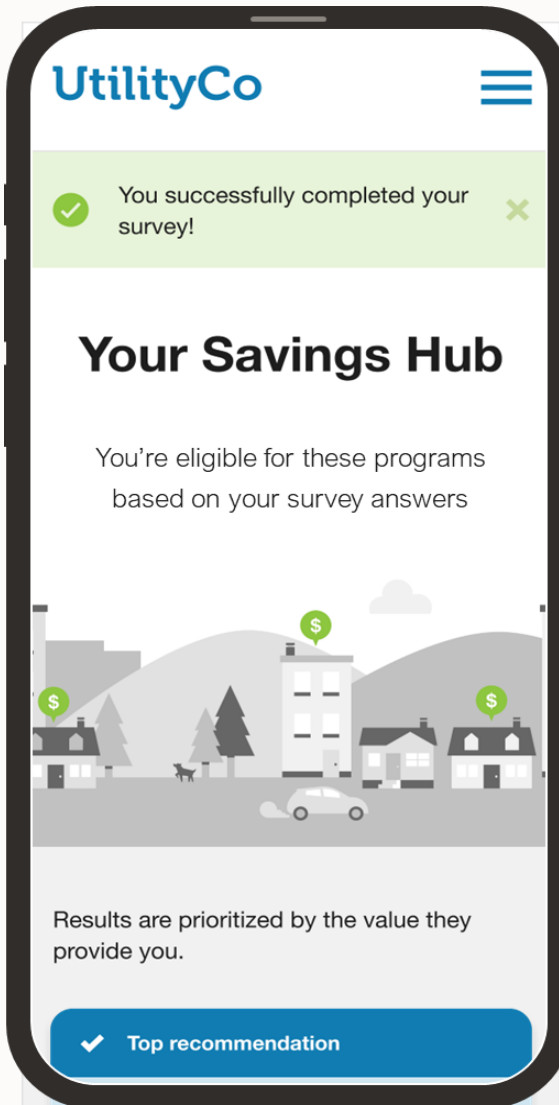 UtilityCo
You successfully completed your
survey!
Your Savings Hub
You’re eligible for these programs
based on your survey answers
$
$
$
Results are prioritized by the value they
provide you.
Top recommendation